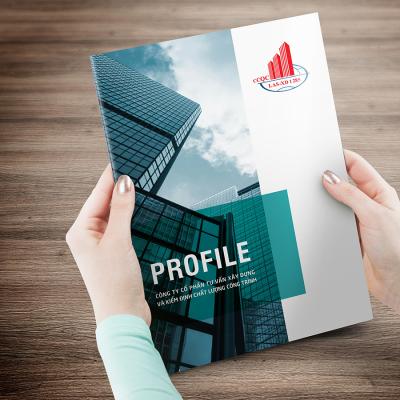 CCQC
LAS-XD 1284
PROFILE
CÔNG TY CỔ PHẦN TƯ VẤN XÂY DỰNG
VÀ KIỂM ĐỊNH CHẤT LƯỢNG CÔNG TRÌNH